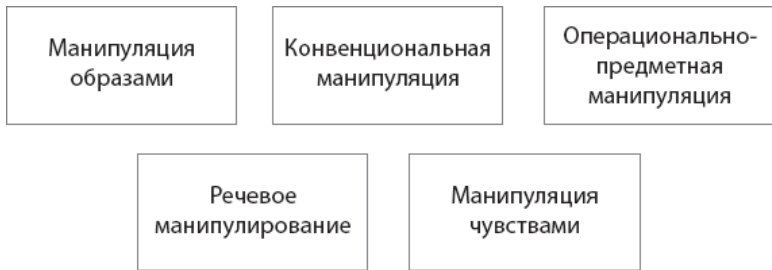 Манипуляция
образами
Конвенциональная
манипуляция
Операционально-
предметная
манипуляция
Речевое
манипулирование
Манипуляция
чувствами